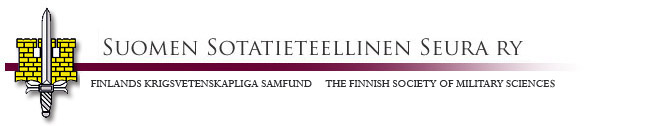 Suomen Sotatieteellinen Seura ry
FINLANDS KRIGSVETENSKAPLIGA SAMFUND THE FINNISH SOCIETY OF MILITARY SCIENCES